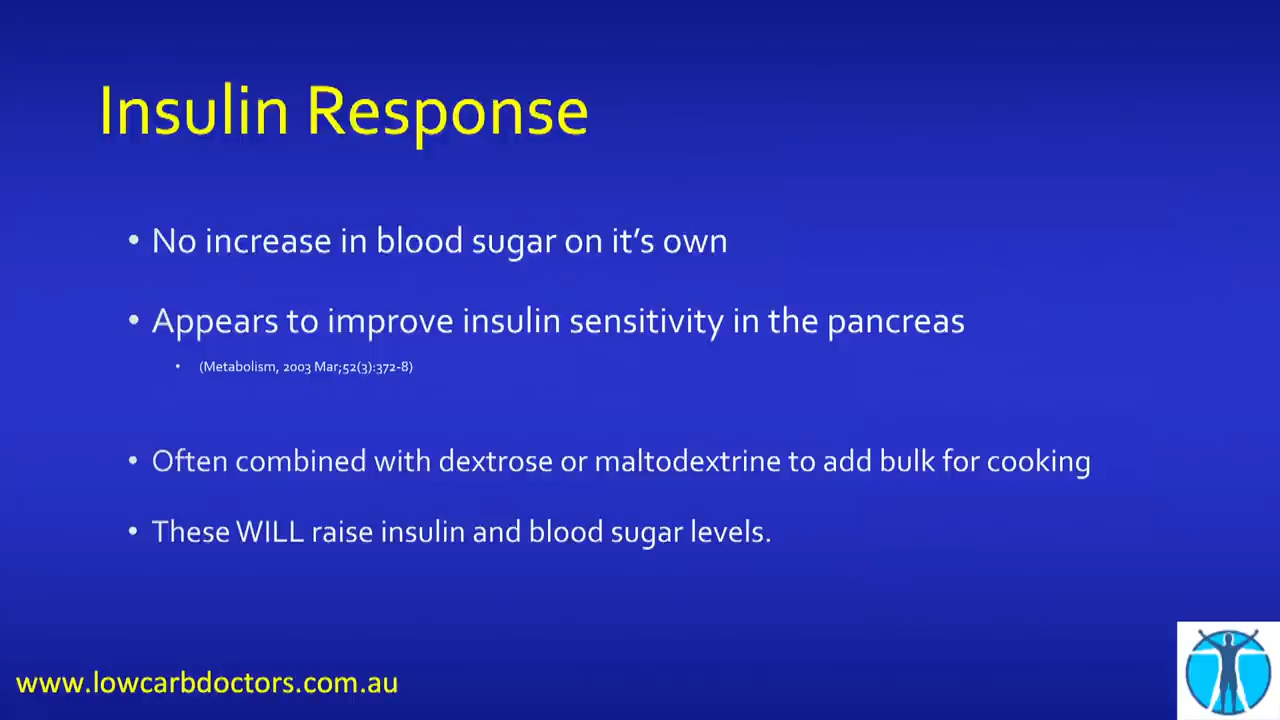 Insulin Response
• No increase in blood sugar on it’s own
• Appears to improve insulin sensitivity in the pancreas
• (Metabolism, 2003 Mar;52(3):372-8)
• Often combined with dextrose or maltodextrine to add bulk for cooking
• These WILL raise insulin and blood sugar levels.
www.lowcarbdoctors.com.au